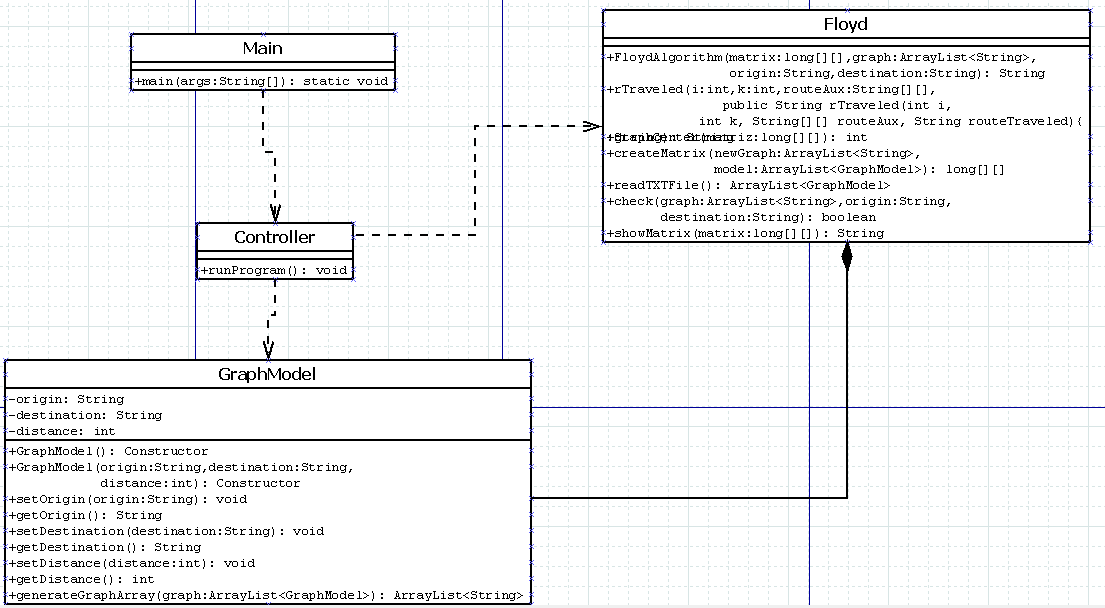 Main
+main(args:String[]): static void
Controller
+runProgram(): void
GraphModel
-origin: String
-destination: String
-distance: int
+GraphModel(): Constructor
+GraphModel(origin:String,destination:String,
distance:int): Constructor
+setOrigin(origin:String): void
+getOrigin(): String
+setDestination(destination:String): void
+getDestination(): String
+setDistance(distance:int): void
+getDistance(): int
+generateGraphArray(graph:ArrayList<GraphModel>): ArrayList<String>
Floyd
+FloydAlgorithm(matrix:long[][],graph:ArrayList<String>,
origin:String,destination:String): String
+rTraveled(i:int,k:int,routeAux:String[][],
public String rTraveled(int i,
int k, String[][] routeAux, String routeTraveled){
(matriz:long[][]): int
+createMatrix(newGraph:ArrayList<String>,
model:ArrayList<GraphModel>): long[][]
+readTXTFile(): ArrayList<GraphModel>
+check(graph:ArrayList<String>,origin:String,
destination:String): boolean
+showMatrix(matrix:long[][]): String